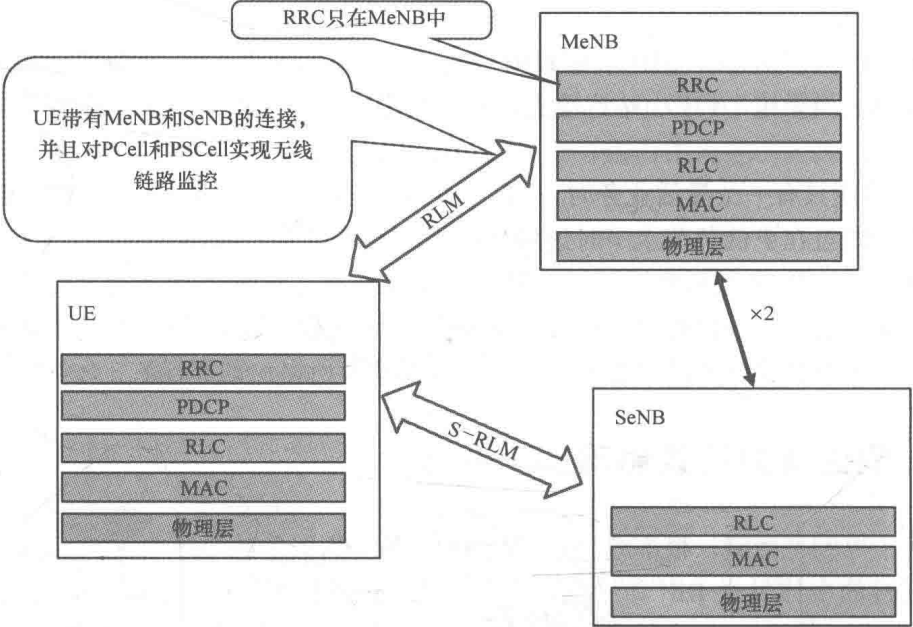 RRC只在MeNB中
MeNB
RRC
PDCP
RLC
MAC
物理层
UE带有MeNB和SeNB的连接，
并且对PCell和PSCell实现无线
链路监控
RLM
UE
RRC
PDCP
RLC
MAC
物理层
×2
S-RLM
SeNB
RLC
MAC
物理层